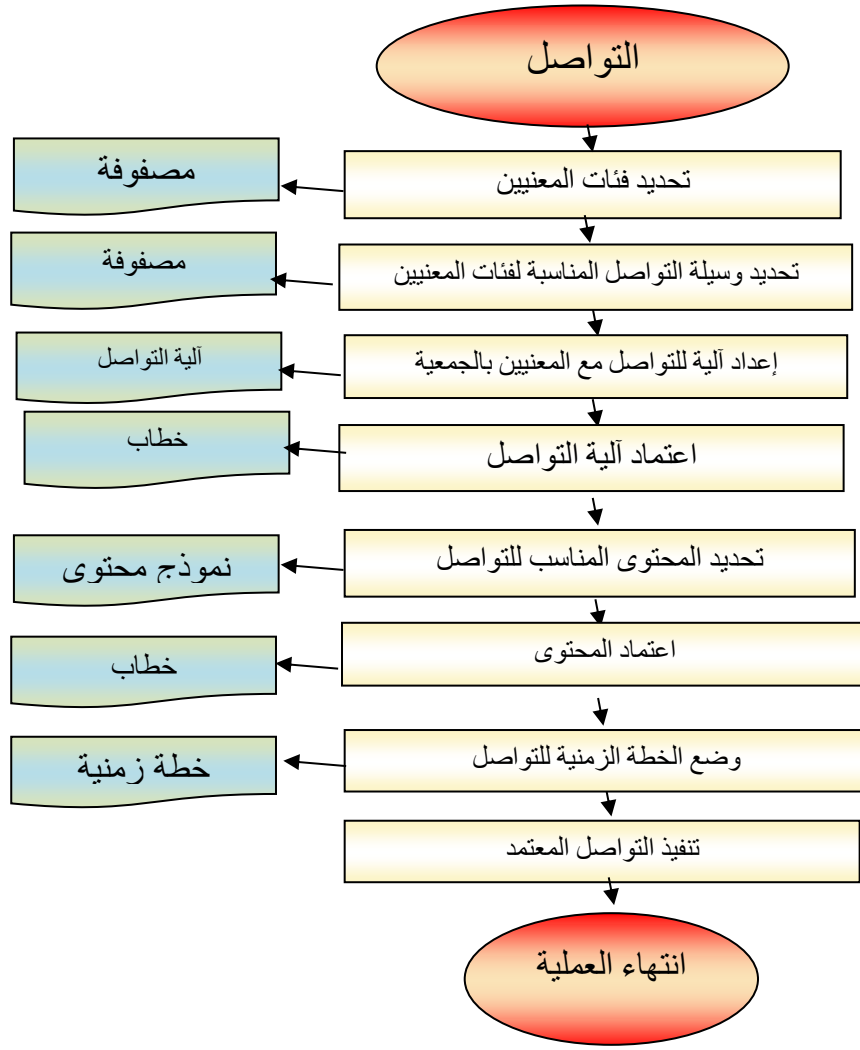 التواصل
تحديد فئات المعنيين
مصفوفة
تحديد وسيلة التواصل المناسبة لفئات المعنيين
مصفوفة
إعداد آلية للتواصل مع المعنيين بالجمعية
آلية التواصل
اعتماد آلية التواصل
خطاب
تحديد المحتوى المناسب للتواصل
نموذج محتوى
اعتماد المحتوى
خطاب
وضع الخطة الزمنية للتواصل
خطة زمنية
تنفيذ التواصل المعتمد
انتهاء العملية